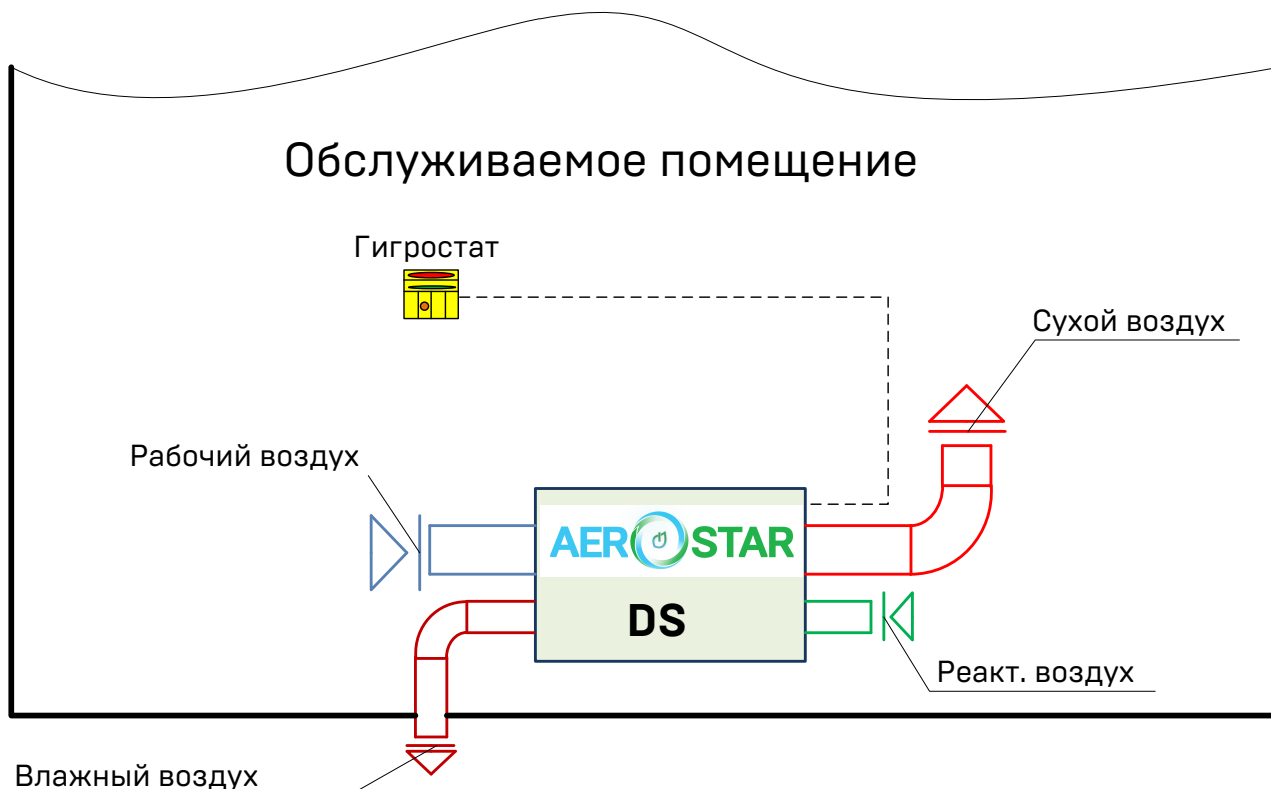 Обслуживаемое помещение
Гигростат
Сухой воздух
Рабочий воздух
AEROSTAR
DS
Реакт. воздух
Влажный воздух